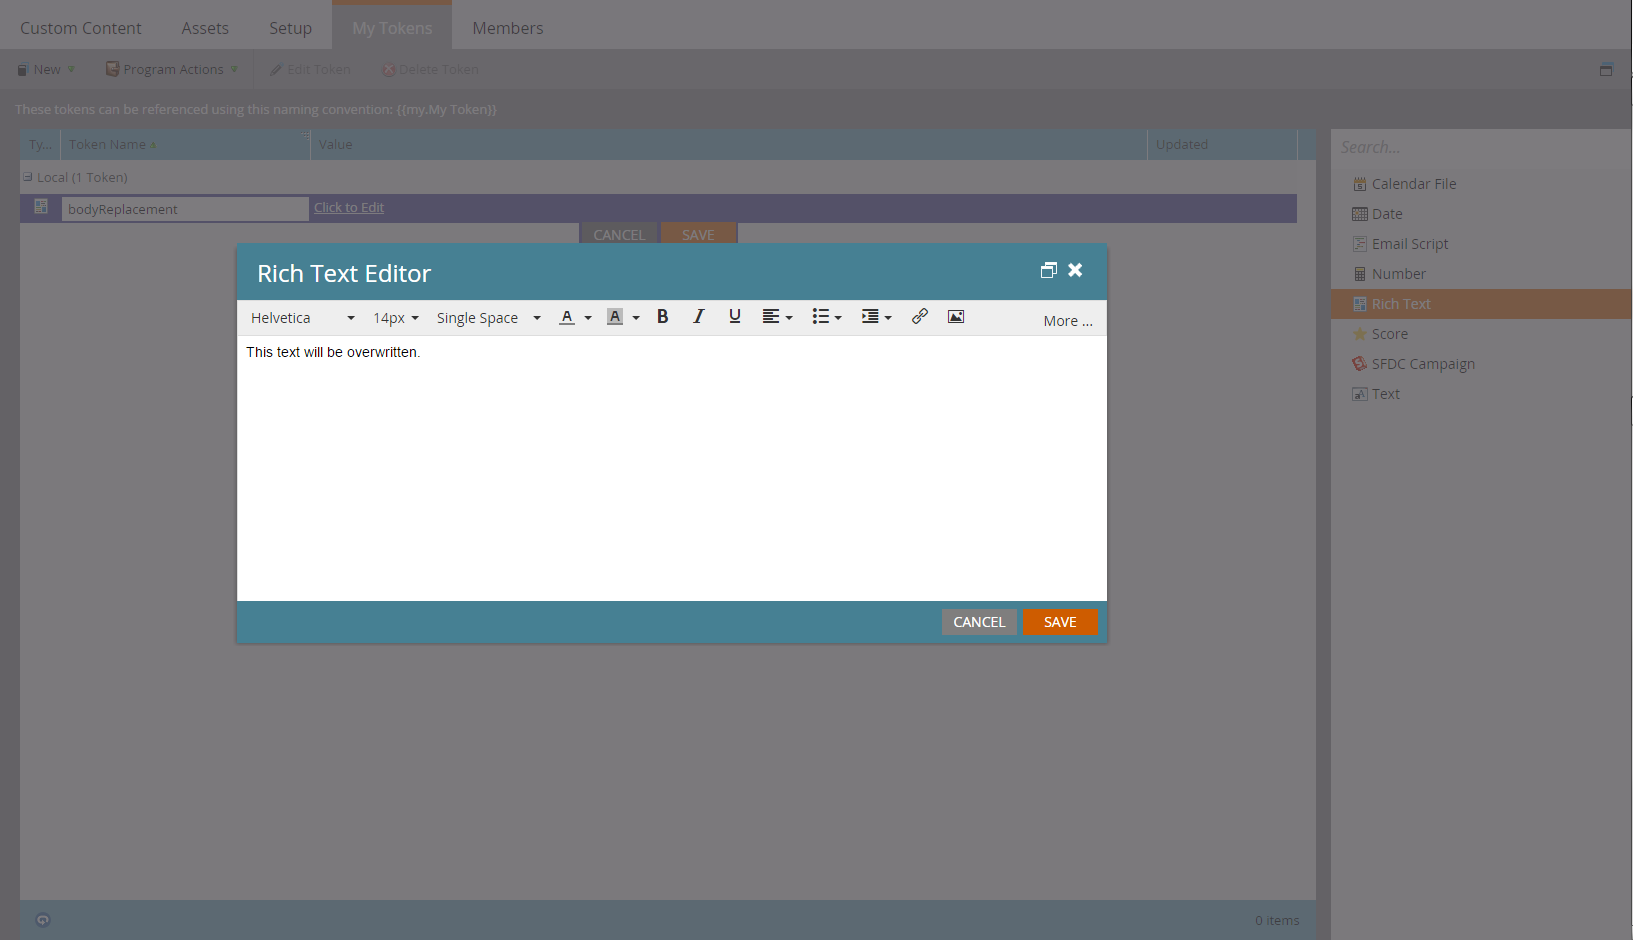 Custom Content Assets Setup My Tokens Members
New Program Actions Edit Token Delete Token
These tokens can be referenced using this naming convention: {{my.My Token}}
Ty... Token Name Value Updated
Local (1 Token)
bodyReplacement Click to Edit
CANCEL SAVE
Rich Text Editor
Helvetica 14px Single Space A A B I U More ...
This text will be overwritten.
CANCEL SAVE
0 items
Search...
Calendar File
Date
Email Script
Number
Rich Text
Score
SFDC Campaign
Text